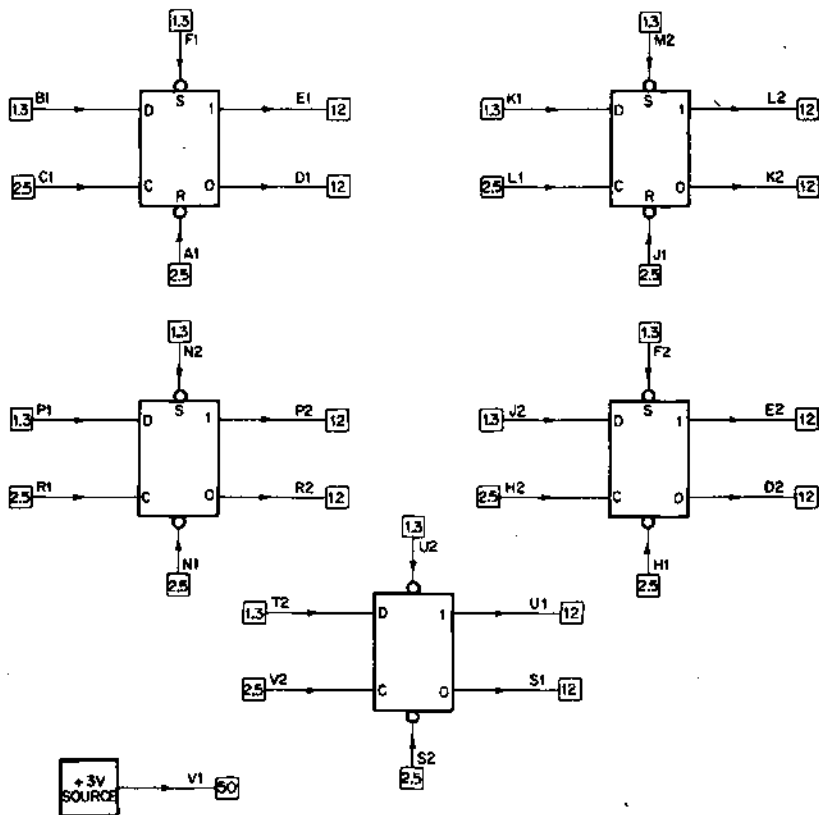 1.3 1.3
F1 M2
1.3 B1 D S 1 E1 12 1.3 K1 D S 1 L2 12
2.5 C1 C R 0 D1 12 2.5 L1 C R 0 K2 12
A1 J1
2.5 2.5
1.3 1.3
N2 F2
1.3 P1 D S 1 P2 12 1.3 J2 D S 1 E2 12
2.5 R1 C 0 R2 12 2.5 H2 C 0 D2 12
N1 H1
2.5 2.5
1.3
U2
1.3 T2 D 1 U1 12
2.5 V2 C 0 S1 12
S2
2.5
+3V
SOURCE V1 50